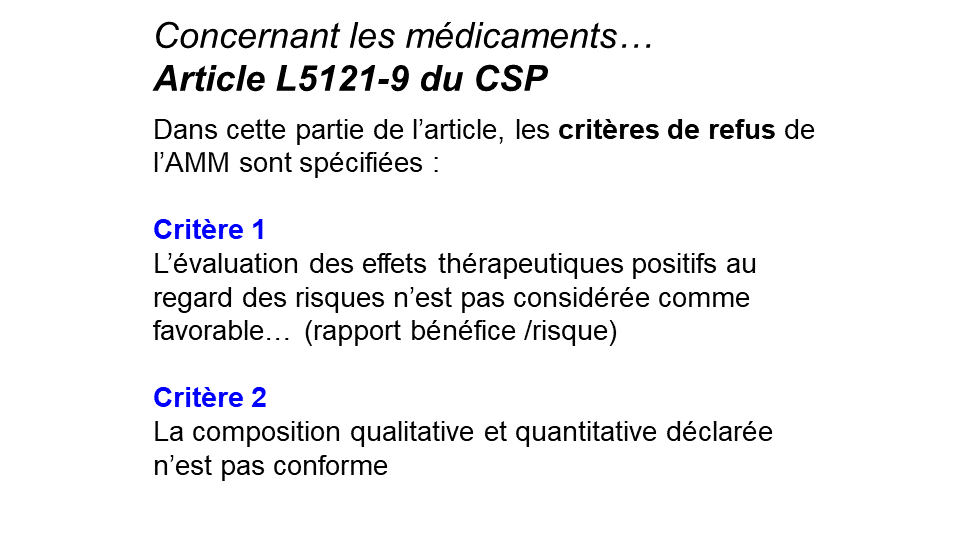 Concernant les médicaments…
Article L5121-9 du CSP
Dans cette partie de l’article, les critères de refus de
l’AMM sont spécifiées :
Critère 1
L’évaluation des effets thérapeutiques positifs au
regard des risques n’est pas considérée comme
favorable… (rapport bénéfice /risque)
Critère 2
La composition qualitative et quantitative déclarée
n’est pas conforme